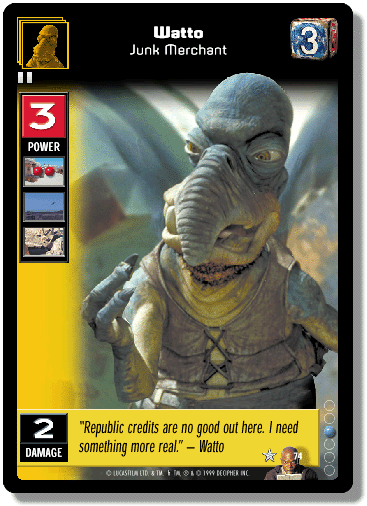 Watto
Junk Merchant
3
3
POWER
2
DAMAGE
"Republic credits are no good out here. I need
something more real." – Watto
74
© LUCASFILM LTD. & TM. ® & © 1999 DECIPHER INC.